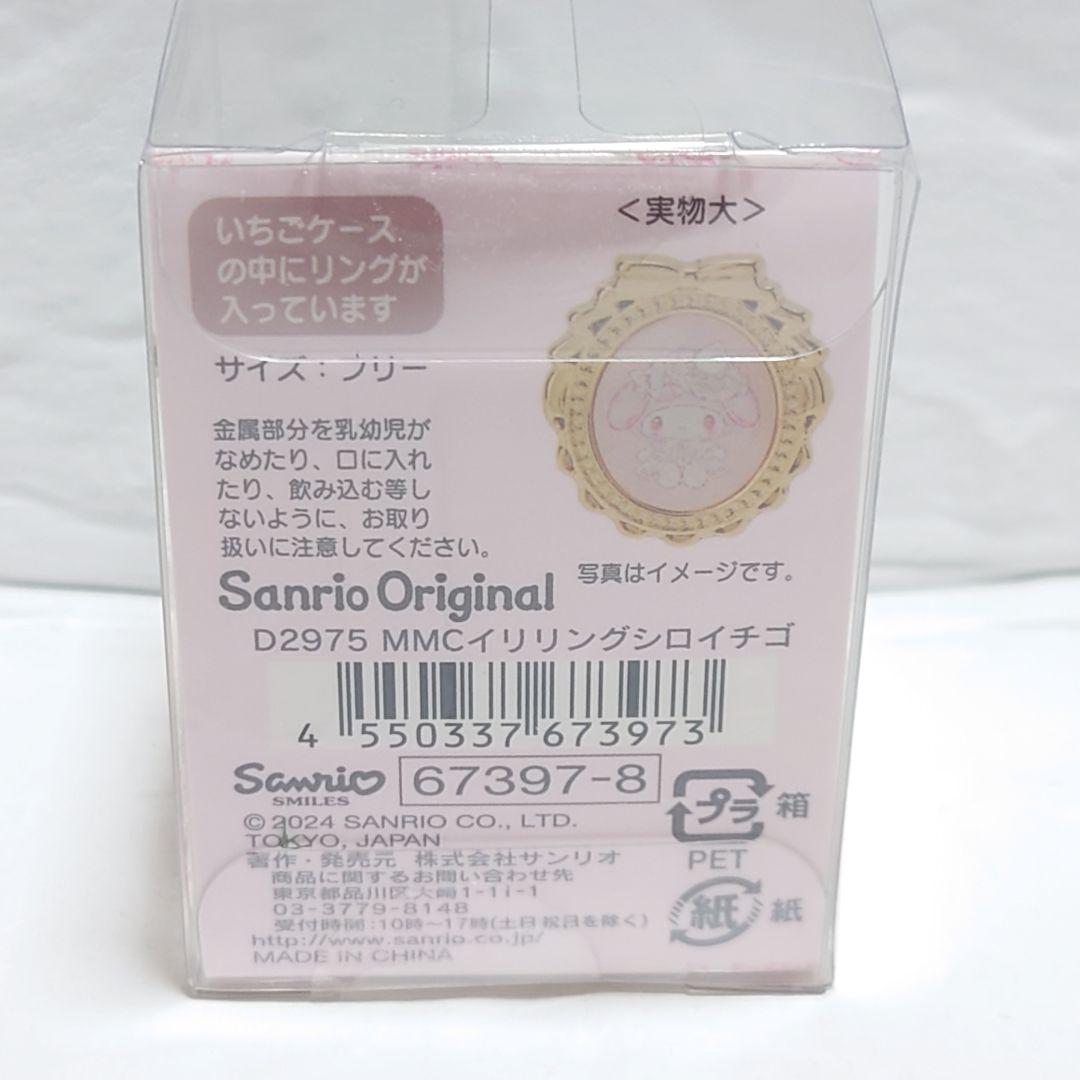 いちごケース
の中にリングが
入っています
<実物大>
サイズ:フリー
金属部分を乳幼児が
なめたり、口に入れ
たり、飲み込む等し
ないように、お取り
扱いに注意してください。
写真はイメージです。
Sanrio Original
D2975 MMCイリリングシロイチゴ
4 550337 673973
Sanrio
SMILES
67397-8
プラ 箱
PET
紙 紙
© 2024 SANRIO CO., LTD.
TOKYO, JAPAN
著作・発売元 株式会社サンリオ
商品に関するお問い合わせ先
東京都品川区大崎1-11-1
03-3779-8148
受付時間:10時~17時(土日祝日を除く)
http://www.sanrio.co.jp/
MADE IN CHINA